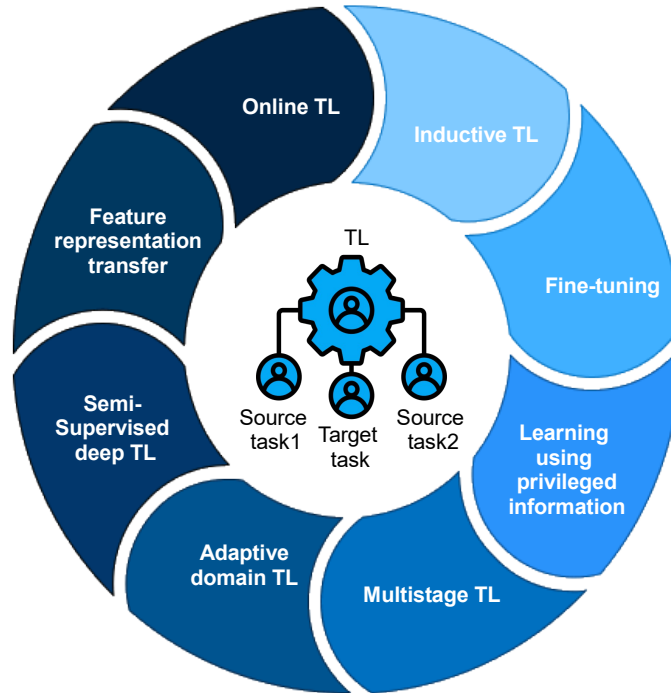 Online TL
Inductive TL
Fine-tuning
Learning
using
privileged
information
Multistage TL
Adaptive
domain TL
Semi-
Supervised
deep TL
Feature
representation
transfer
TL
Source
task1
Target
task
Source
task2